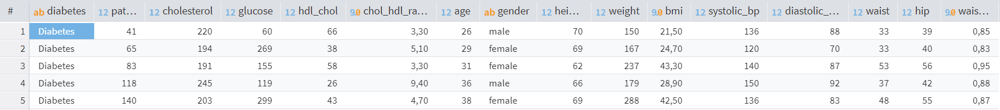 # ab diabetes 12 pat... 12 cholesterol 12 glucose 12 hdl_chol 9.0 chol_hdl_ra... 12 age ab gender 12 hei... 12 weight 9.0 bmi 12 systolic_bp 12 diastolic_... 12 waist 12 hip 9.0 wais...
1 Diabetes 41 220 60 66 3,30 26 male 70 150 21,50 136 88 33 39 0,85
2 Diabetes 65 194 269 38 5,10 29 female 69 167 24,70 120 70 33 40 0,83
3 Diabetes 83 191 155 58 3,30 31 female 62 237 43,30 140 87 53 56 0,95
4 Diabetes 118 245 119 26 9,40 36 male 66 179 28,90 150 92 37 42 0,88
5 Diabetes 140 203 299 43 4,70 38 female 69 288 42,50 136 83 48 55 0,87